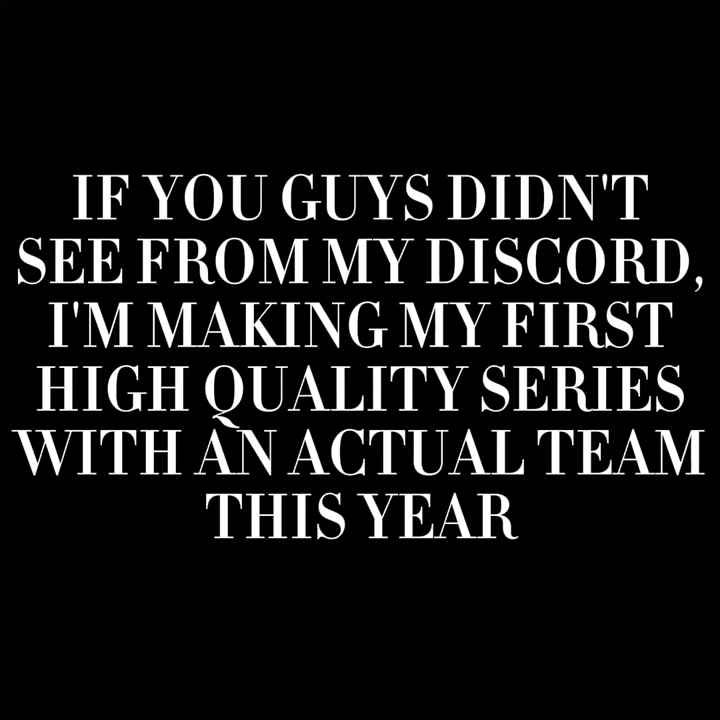 IF YOU GUYS DIDN'T
SEE FROM MY DISCORD,
I'M MAKING MY FIRST
HIGH QUALITY SERIES
WITH AN ACTUAL TEAM
THIS YEAR